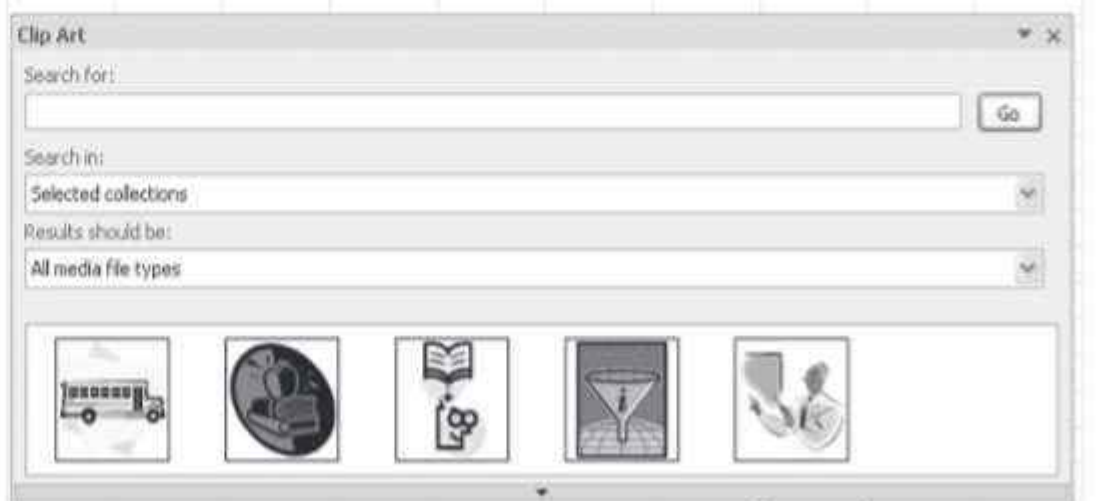 Clip Art
Search for:
Go
Search in:
Selected collections
Results should be:
All media file types